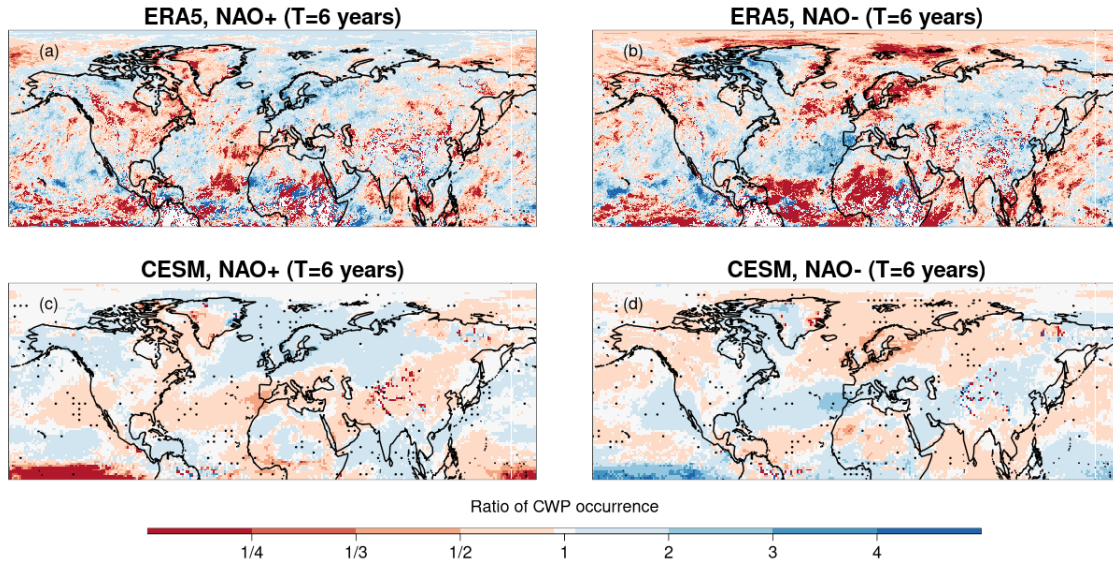 ERA5, NAO+ (T=6 years)
ERA5, NAO- (T=6 years)
(a)
(b)
CESM, NAO+ (T=6 years)
CESM, NAO- (T=6 years)
(c)
(d)
Ratio of CWP occurrence
1/4 1/3 1/2 1 2 3 4